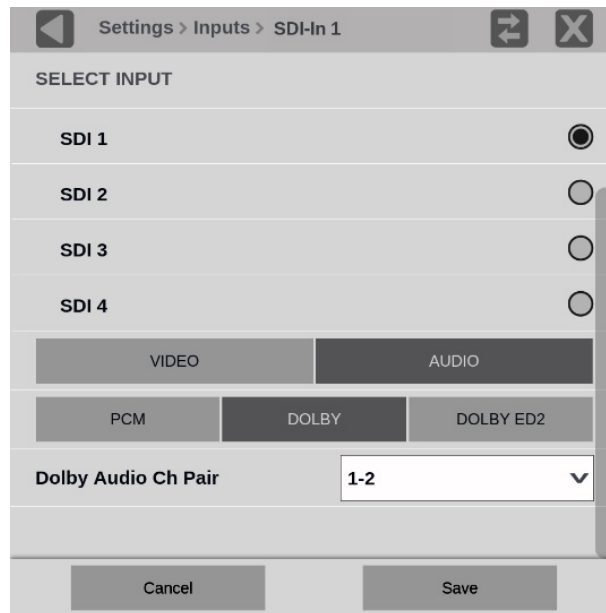 Settings > Inputs > SDI-In 1
SELECT INPUT
SDI 1
SDI 2
SDI 3
SDI 4
VIDEO AUDIO
PCM DOLBY DOLBY ED2
Dolby Audio Ch Pair 1-2
Cancel Save